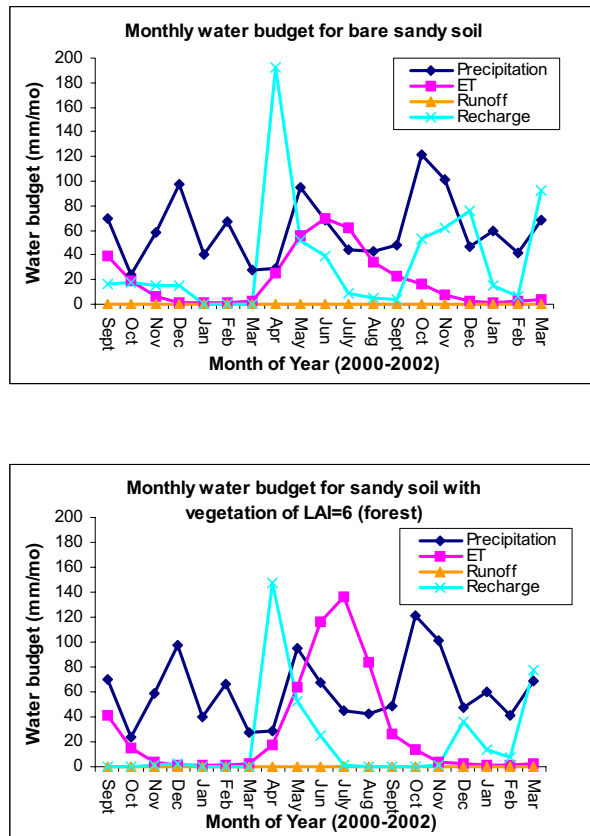 Monthly water budget for bare sandy soil
Precipitation
ET
Runoff
Recharge
Water budget (mm/mo)
200
180
160
140
120
100
80
60
40
20
0
Sept
Oct
Nov
Dec
Jan
Feb
Mar
Apr
May
Jun
July
Aug
Sept
Oct
Nov
Dec
Jan
Feb
Mar
Month of Year (2000-2002)
Monthly water budget for sandy soil with
vegetation of LAI=6 (forest)
Precipitation
ET
Runoff
Recharge
Water budget (mm/mo)
200
180
160
140
120
100
80
60
40
20
0
Sept
Oct
Nov
Dec
Jan
Feb
Mar
Apr
May
Jun
July
Aug
Sept
Oct
Nov
Dec
Jan
Feb
Mar
Month of Year (2000-2002)